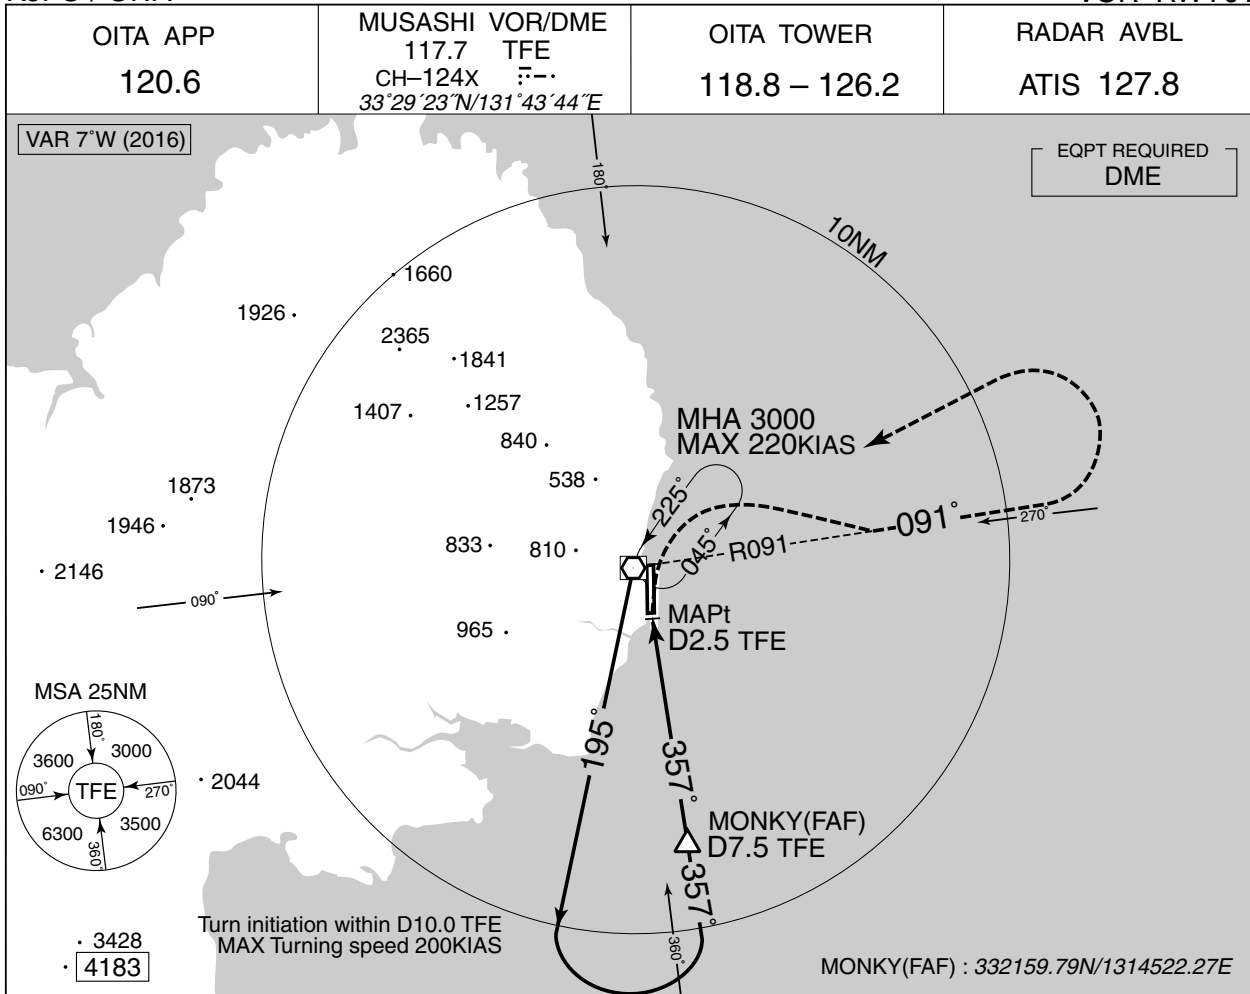 OITA APP
120.6
MUSASHI VOR/DME
117.7 TFE
CH–124X
33°29´23˝N/131°43´44˝E
OITA TOWER
118.8 – 126.2
RADAR AVBL
ATIS 127.8
VAR 7°W (2016)
EQPT REQUIRED
DME
180°
10NM
1660
1926
2365
1841
1257
1407
840
538
1873
1946
833
810
2146
965
090°
MHA 3000
MAX 220KIAS
225°
045°
R091
091°
270°
MAPt
D2.5 TFE
195°
357°
MONKY(FAF)
D7.5 TFE
357°
360°
MSA 25NM
180°
3600
3000
090°
TFE
270°
6300
3500
360°
2044
3428
4183
Turn initiation within D10.0 TFE
MAX Turning speed 200KIAS
MONKY(FAF) : 332159.79N/1314522.27E